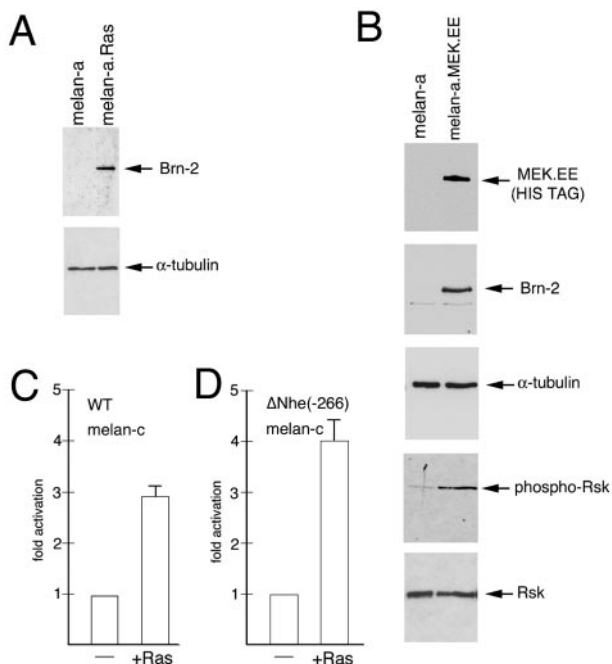 A
melan-a
melan-a.Ras
Brn-2
α-tubulin
B
melan-a
melan-a.MEK.EE
MEK.EE
(HIS TAG)
Brn-2
α-tubulin
phospho-Rsk
Rsk
C
WT
melan-c
fold activation
5
4
3
2
1
—
+Ras
D
ΔNhe(-266)
melan-c
fold activation
5
4
3
2
1
—
+Ras